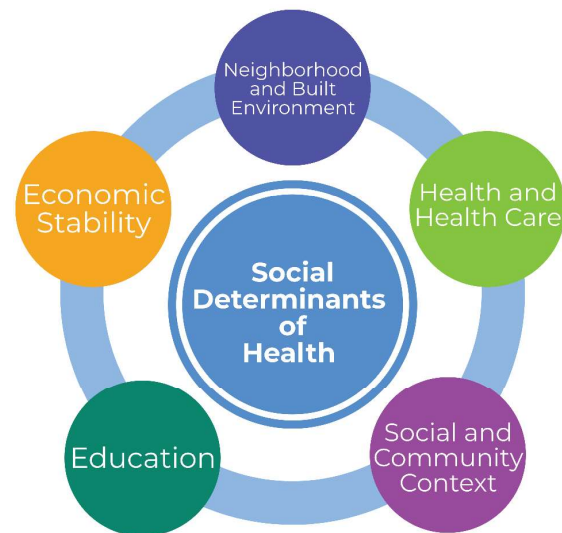 Neighborhood
and Built
Environment
Economic
Stability
Health and
Health Care
Social
Determinants
of
Health
Education
Social and
Community
Context